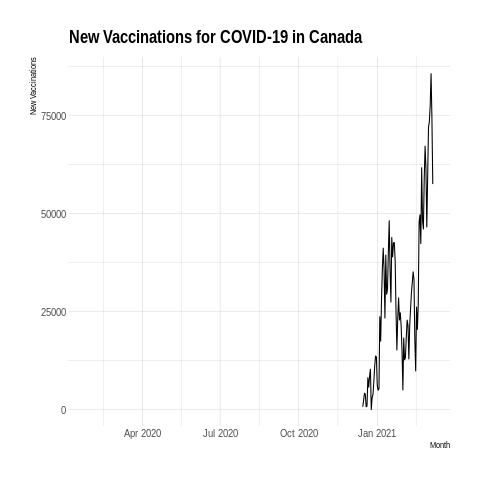 New Vaccinations for COVID-19 in Canada
New Vaccinations
75000
50000
25000
0
Apr 2020 Jul 2020 Oct 2020 Jan 2021
Month